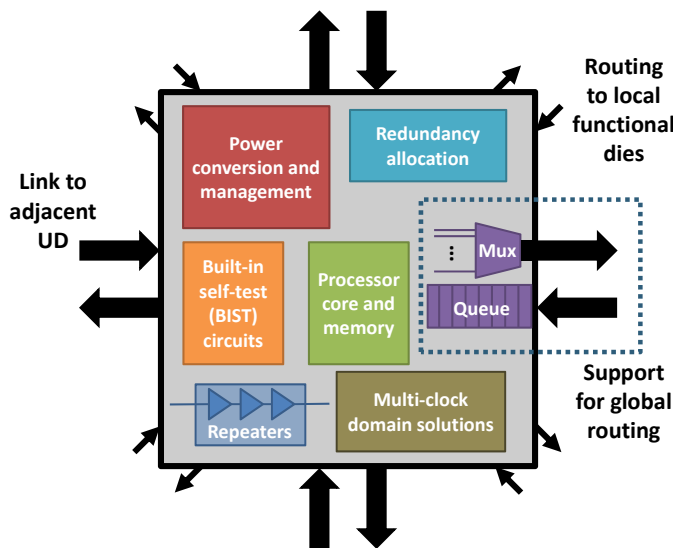 Power
conversion and
management
Redundancy
allocation
Routing
to local
functional
dies
Link to
adjacent
UD
Mux
...
Queue
Built-in
self-test
(BIST)
circuits
Processor
core and
memory
Repeaters
Multi-clock
domain solutions
Support
for global
routing